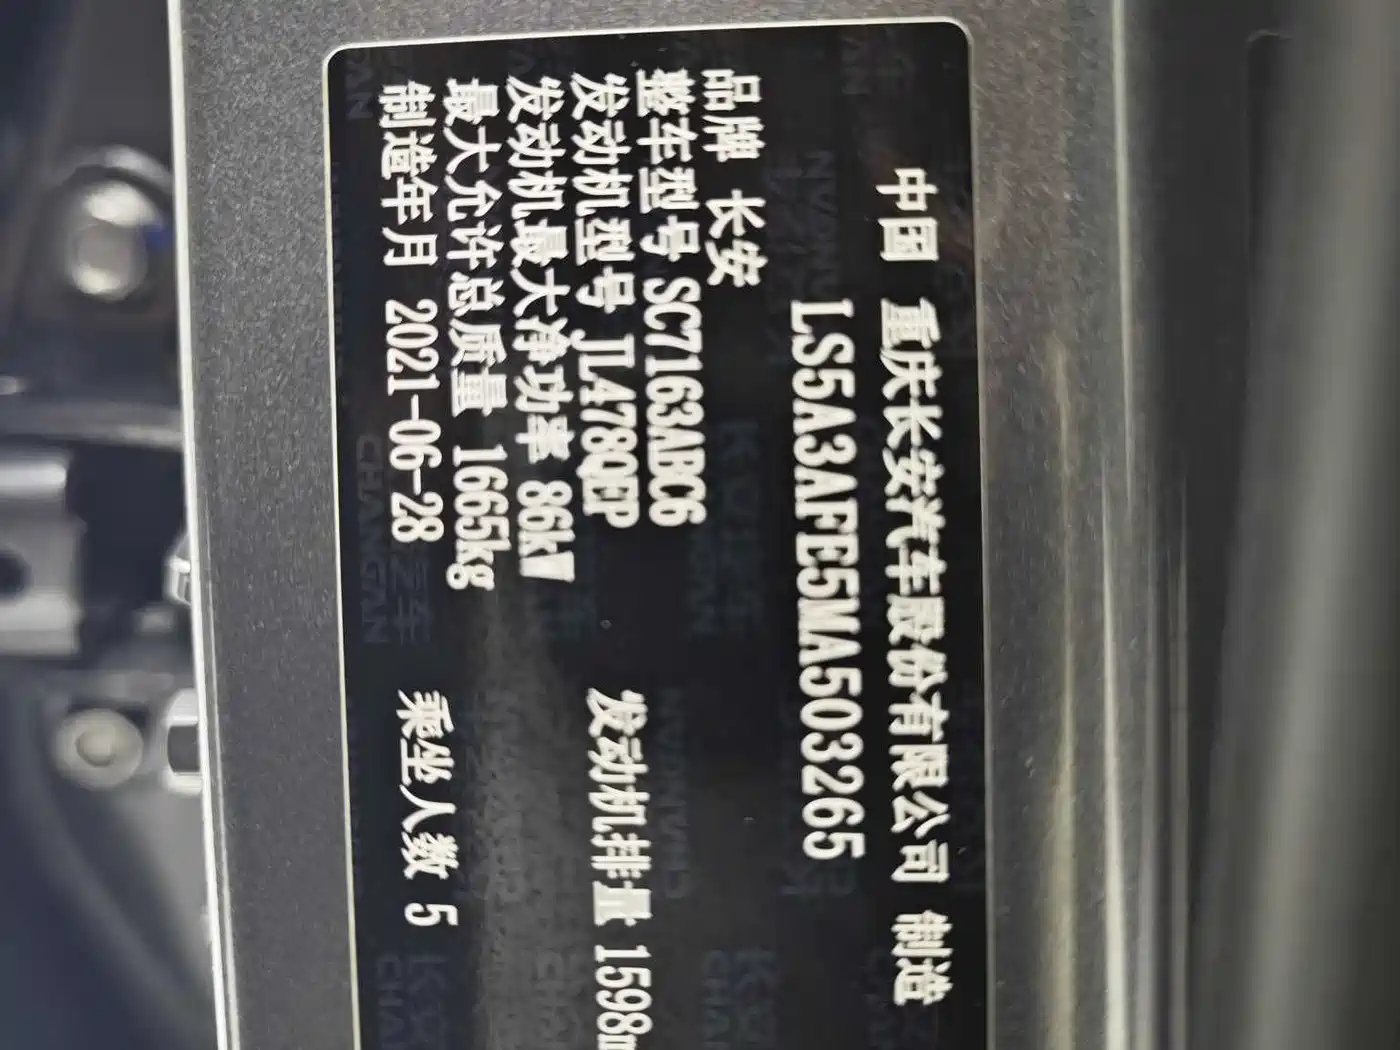 中国 重庆长安汽车股份有限公司 制造
LS5A3AFE5MA503265
品牌 长安
整车型号 SC7163ABC6
发动机型号 JL478QEP 发动机排量 1598m
发动机最大净功率 86kW
最大允许总质量 1665kg
制造年月 2021-06-28 乘坐人数 5